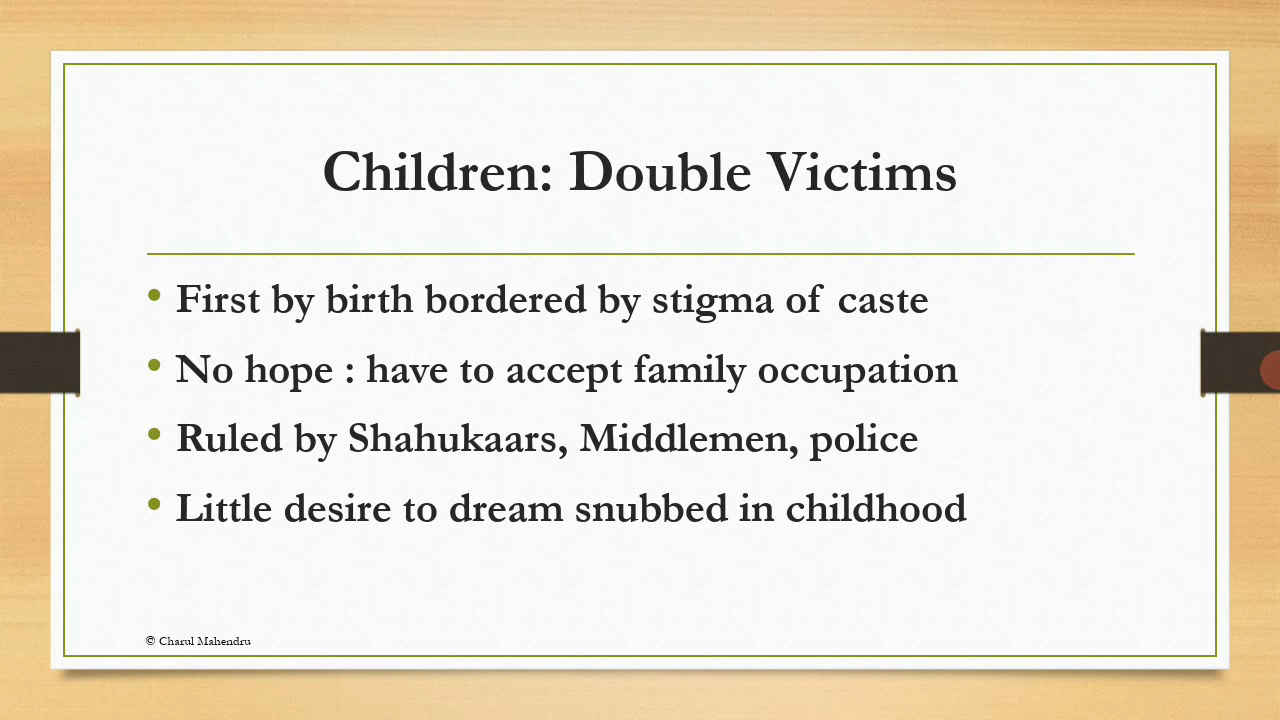 Children: Double Victims
• First by birth bordered by stigma of caste
• No hope : have to accept family occupation
• Ruled by Shahukaars, Middlemen, police
• Little desire to dream snubbed in childhood
© Charul Mahendru